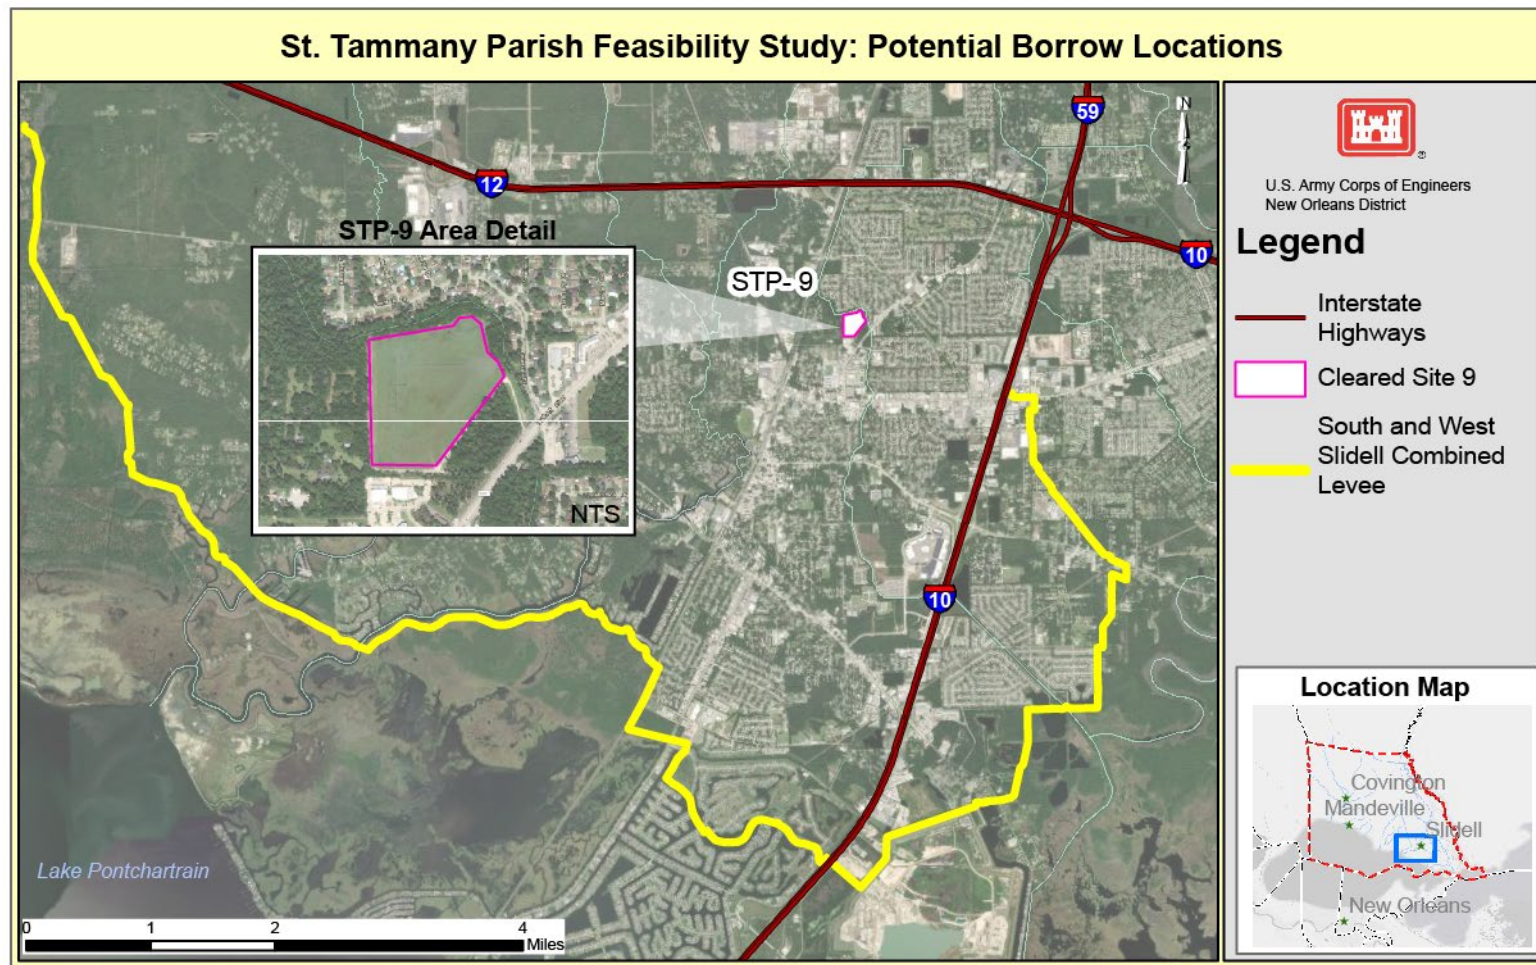 St. Tammany Parish Feasibility Study: Potential Borrow Locations
59
N
12
10
STP-9 Area Detail
STP- 9
NTS
10
Lake Pontchartrain
0 1 2 4
Miles
®
U.S. Army Corps of Engineers
New Orleans District
Legend
Interstate
Highways
Cleared Site 9
South and West
Slidell Combined
Levee
Location Map
Covington
Mandeville
Slidell
New Orleans